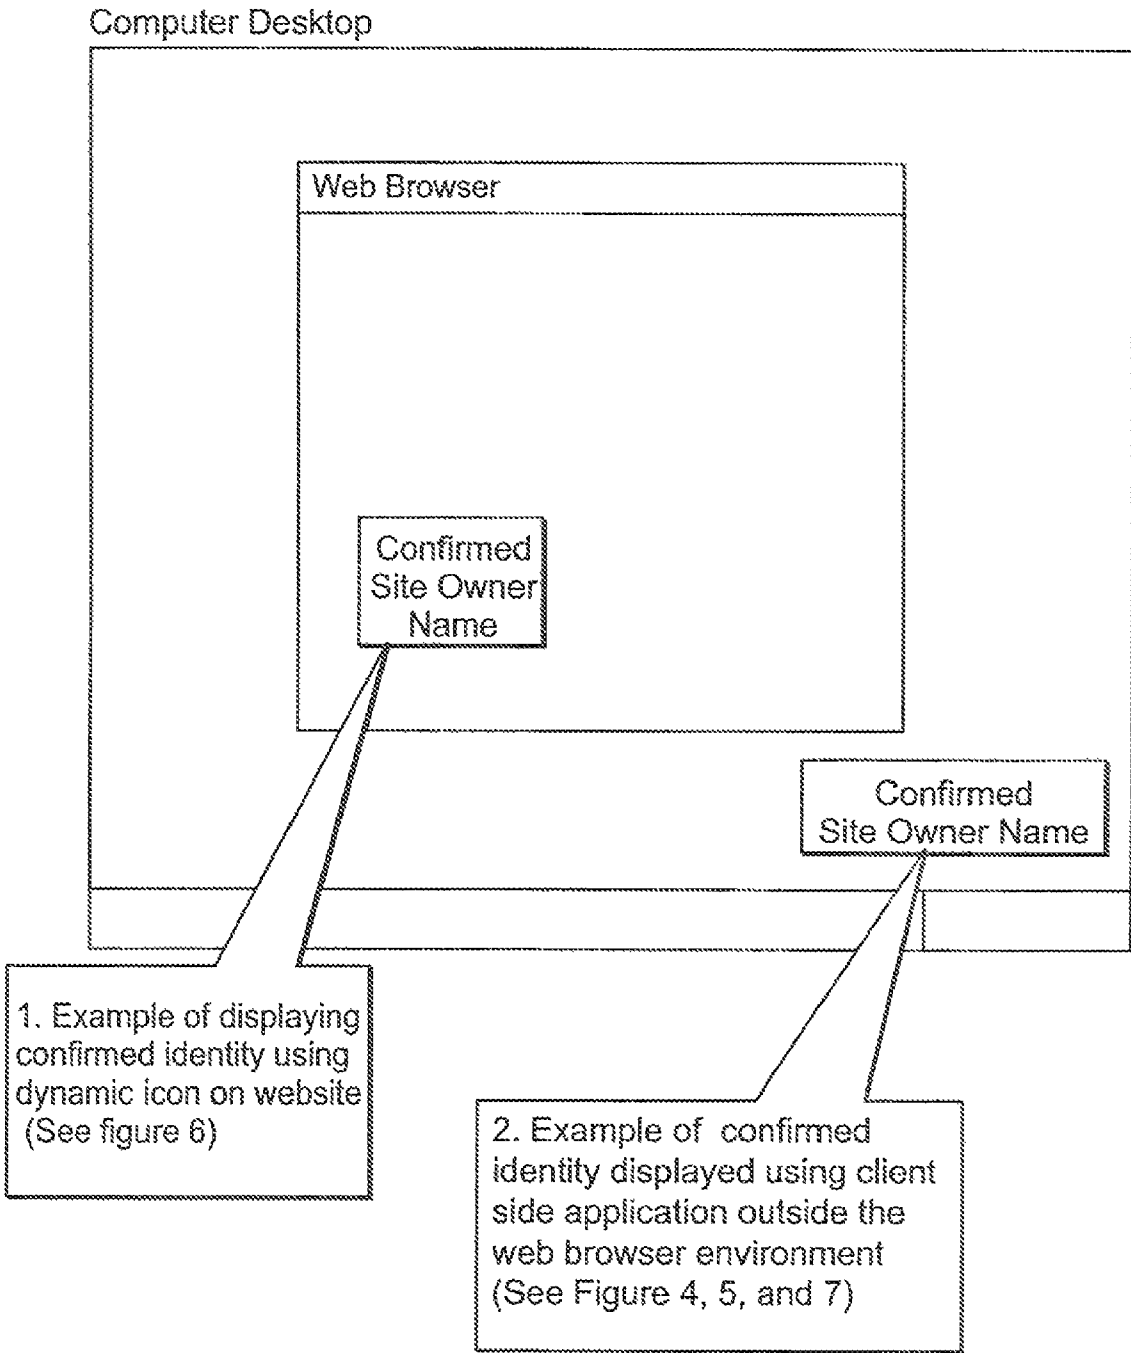 Computer Desktop
Web Browser
Confirmed
Site Owner
Name
Confirmed
Site Owner Name
1. Example of displaying
confirmed identity using
dynamic icon on website
(See figure 6)
2. Example of confirmed
identity displayed using client
side application outside the
web browser environment
(See Figure 4, 5, and 7)